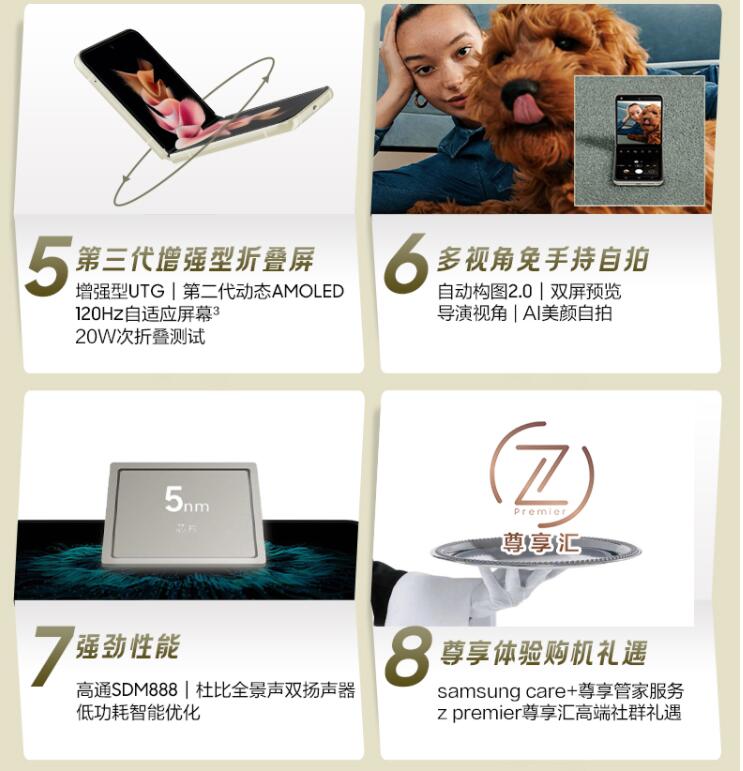 5 第三代增强型折叠屏
增强型UTG | 第二代动态AMOLED
120Hz自适应屏幕³
20W次折叠测试
6 多视角免手持自拍
自动构图2.0 | 双屏预览
导演视角 | AI美颜自拍
5nm
芯片
7 强劲性能
高通SDM888 | 杜比全景声双扬声器
低功耗智能优化
Z
Premier
尊享汇
8 尊享体验购机礼遇
samsung care+尊享管家服务
z premier尊享汇高端社群礼遇